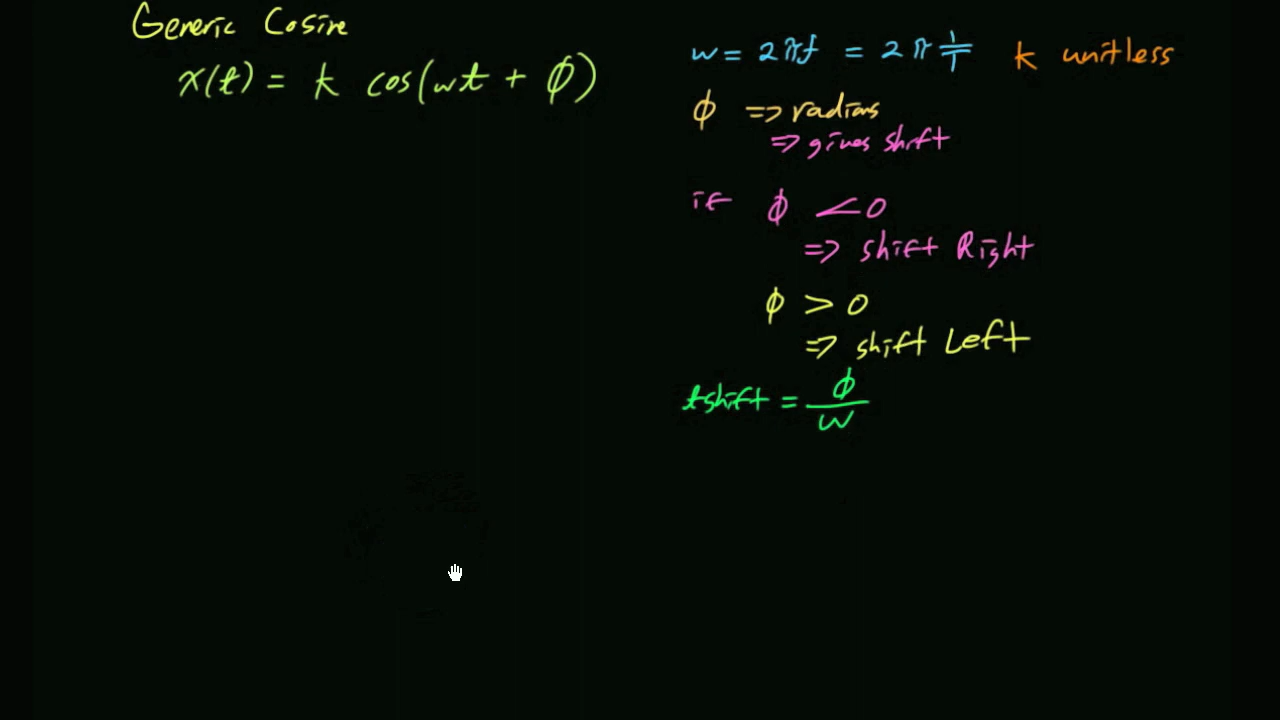 Generic Cosine
x(t) = k cos(wt + ϕ)
w = 2πf = 2π 1/T k unitless
ϕ => radians
=> gives shift
if ϕ < 0
=> shift Right
ϕ > 0
=> shift Left
tshift = ϕ/w